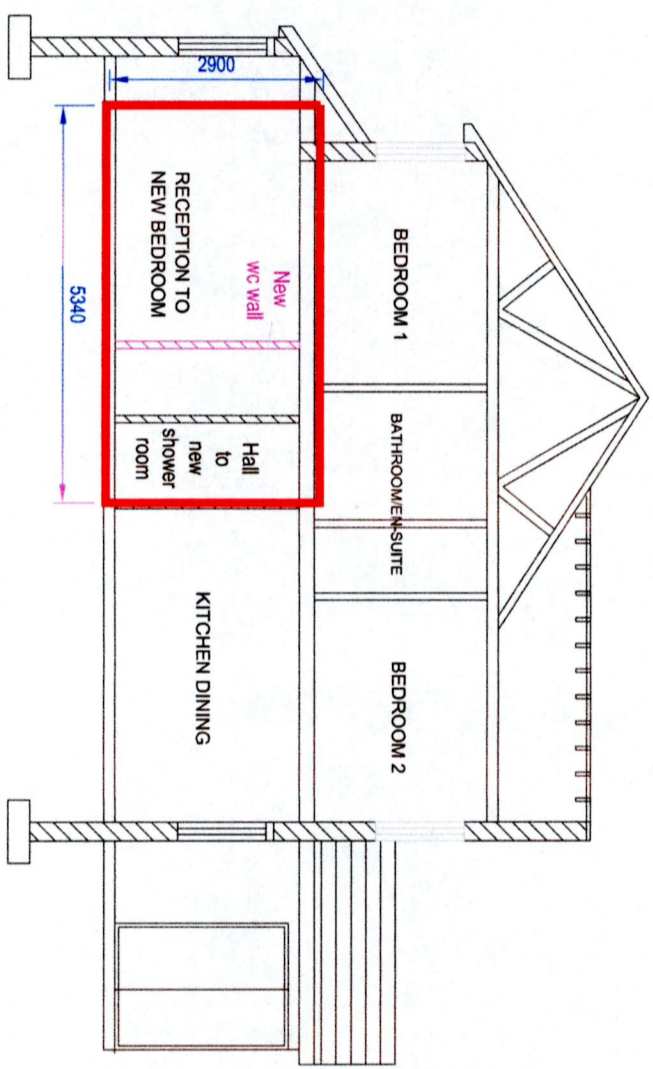 BEDROOM 1
BATHROOM/EN-SUITE
BEDROOM 2
2900
RECEPTION TO
NEW BEDROOM
New
wc wall
Hall
to
new
shower
room
KITCHEN DINING
5340